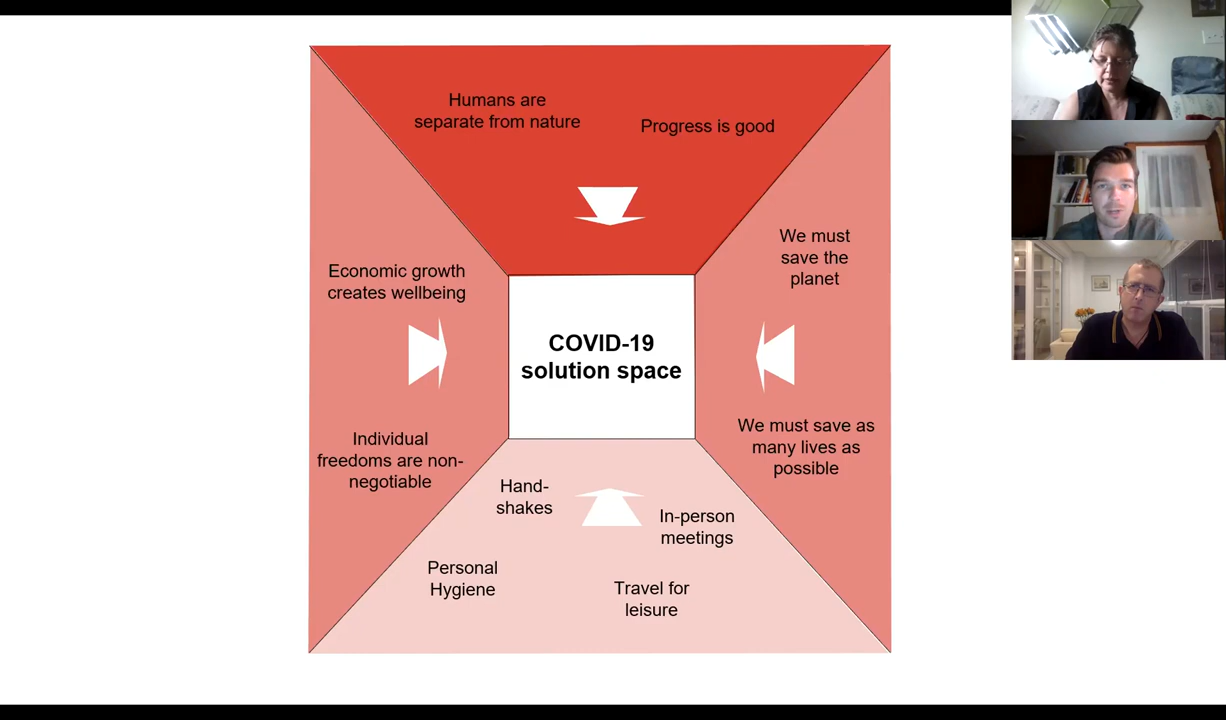 Humans are
separate from nature
Progress is good
We must
save the
planet
Economic growth
creates wellbeing
COVID-19
solution space
We must save as
many lives as
possible
Individual
freedoms are non-
negotiable
Hand-
shakes
In-person
meetings
Personal
Hygiene
Travel for
leisure